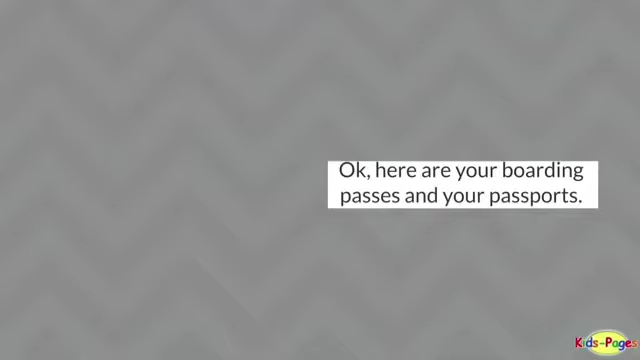 Ok, here are your boarding
passes and your passports.
Kids-Pages